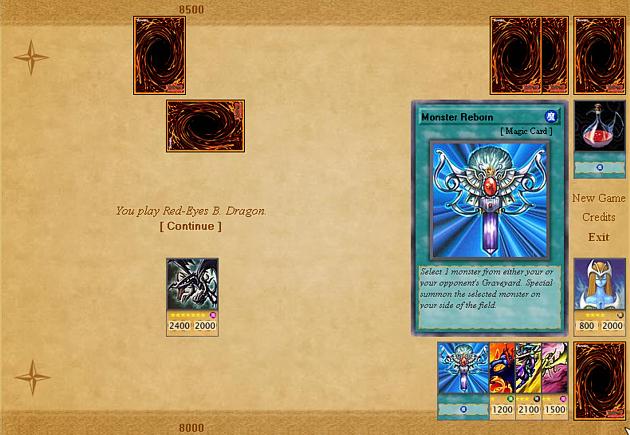 8500
Monster Reborn
[ Magic Card ]
Select 1 monster from either your or
your opponent's Graveyard. Special
summon the selected monster on
your side of the field.
New Game
Credits
Exit
You play Red-Eyes B. Dragon.
[ Continue ]
2400 2000
800 2000
1200 2100 1500
8000